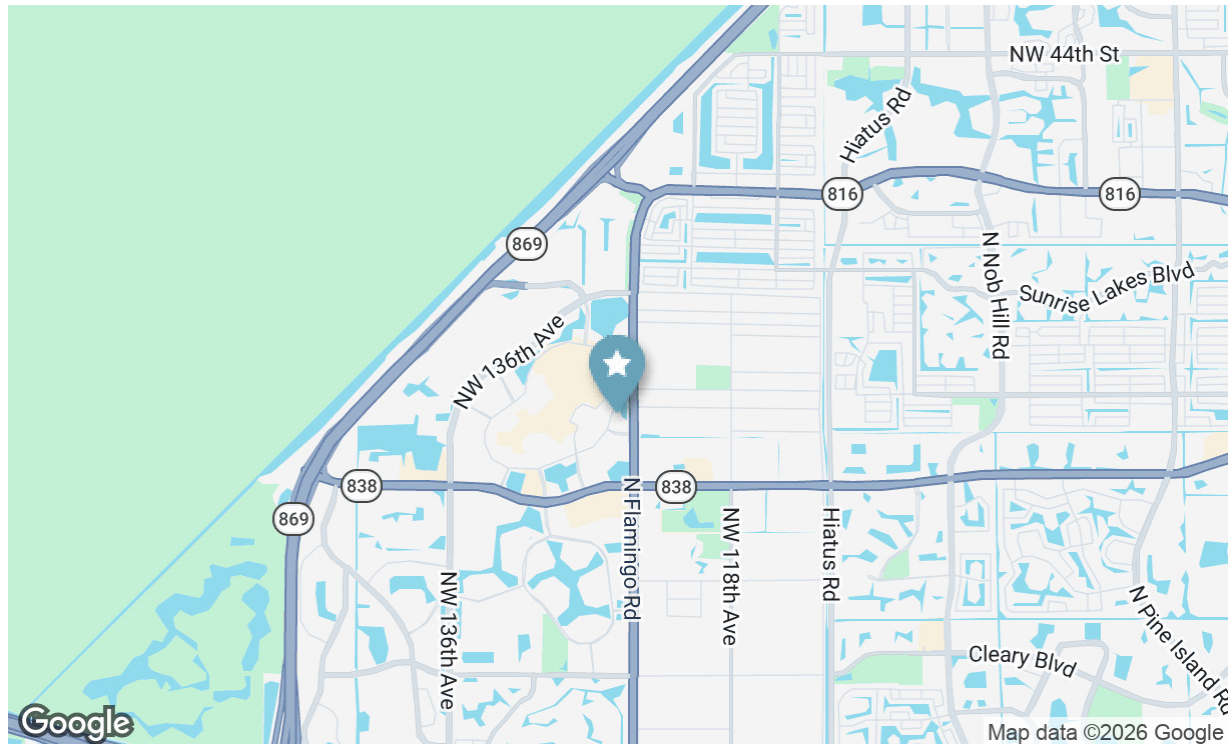 NW 44th St
Hiatus Rd
816
816
869
N Nob Hill Rd
Sunrise Lakes Blvd
NW 136th Ave
838
838
869
N Flamingo Rd
NW 118th Ave
Hiatus Rd
NW 136th Ave
N Pine Island Rd
Cleary Blvd
Google
Map data ©2026 Google